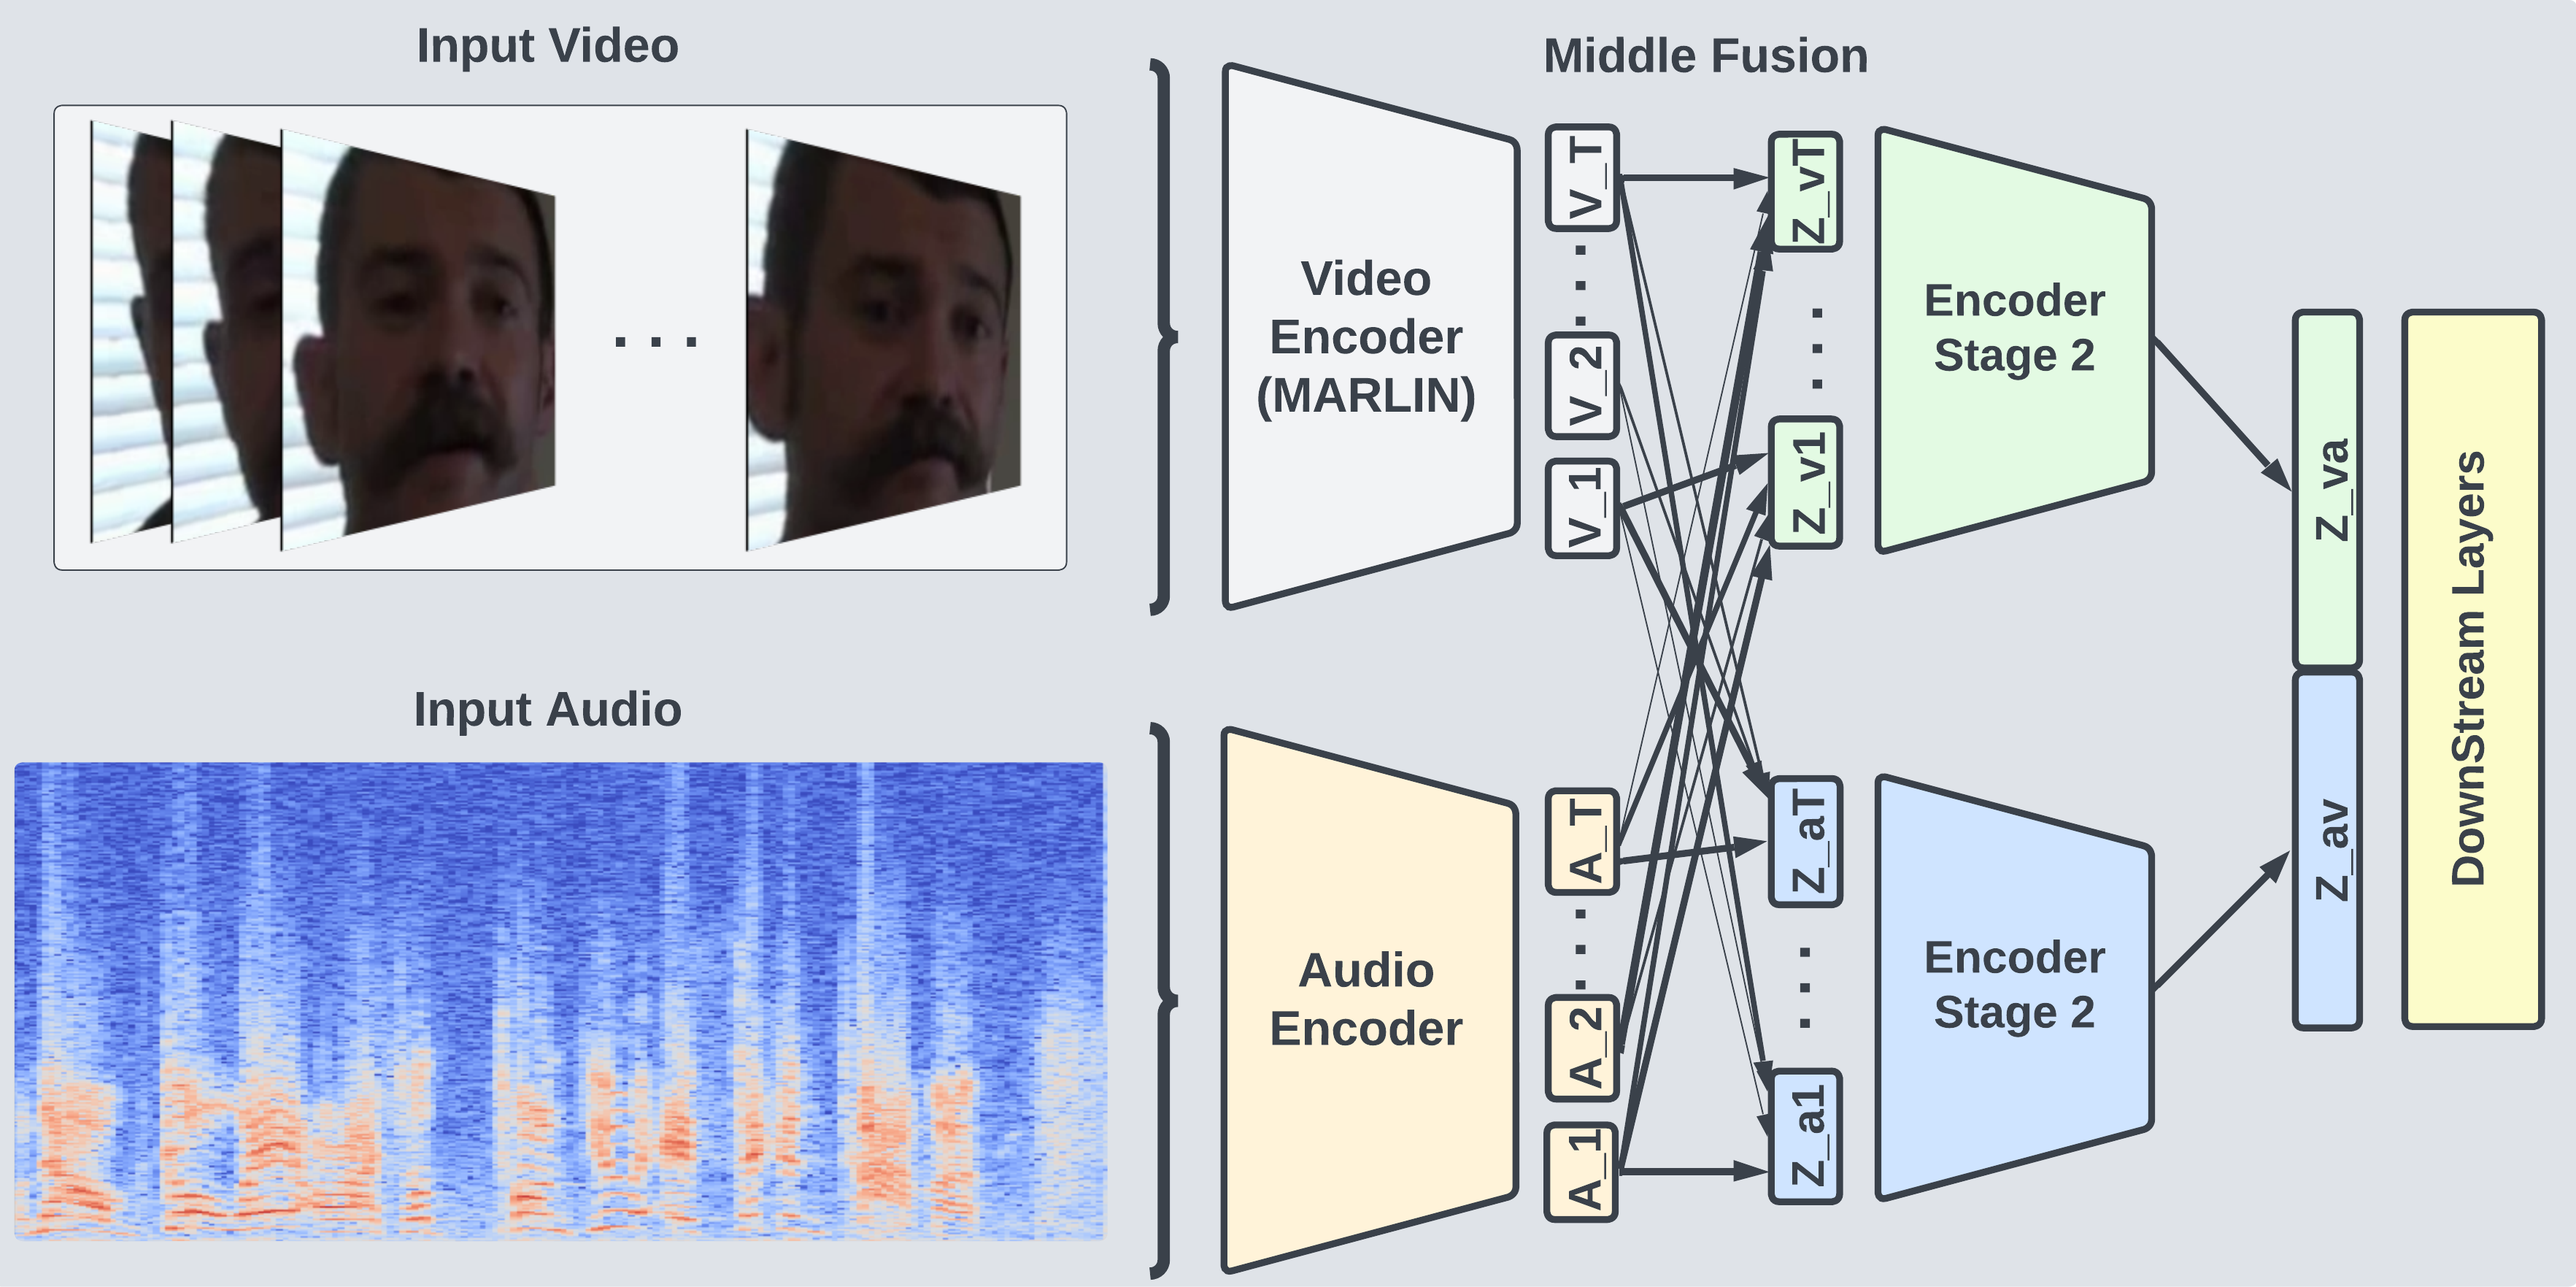 Input Video
Middle Fusion
Video
Encoder
(MARLIN)
V_T
V_2
V_1
Z_vT
Z_v1
Encoder
Stage 2
Input Audio
Audio
Encoder
A_T
A_2
A_1
Z_aT
Z_a1
Encoder
Stage 2
Z_va
Z_av
DownStream Layers